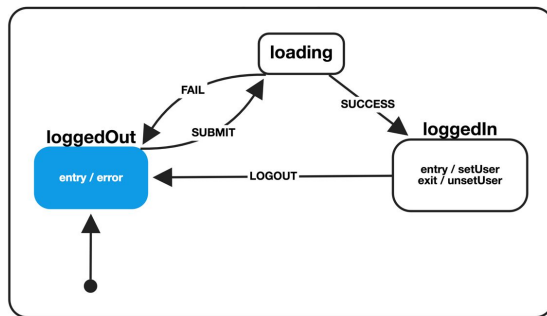 loading
FAIL
SUCCESS
loggedOut
SUBMIT
loggedIn
entry / error
LOGOUT
entry / setUser
exit / unsetUser